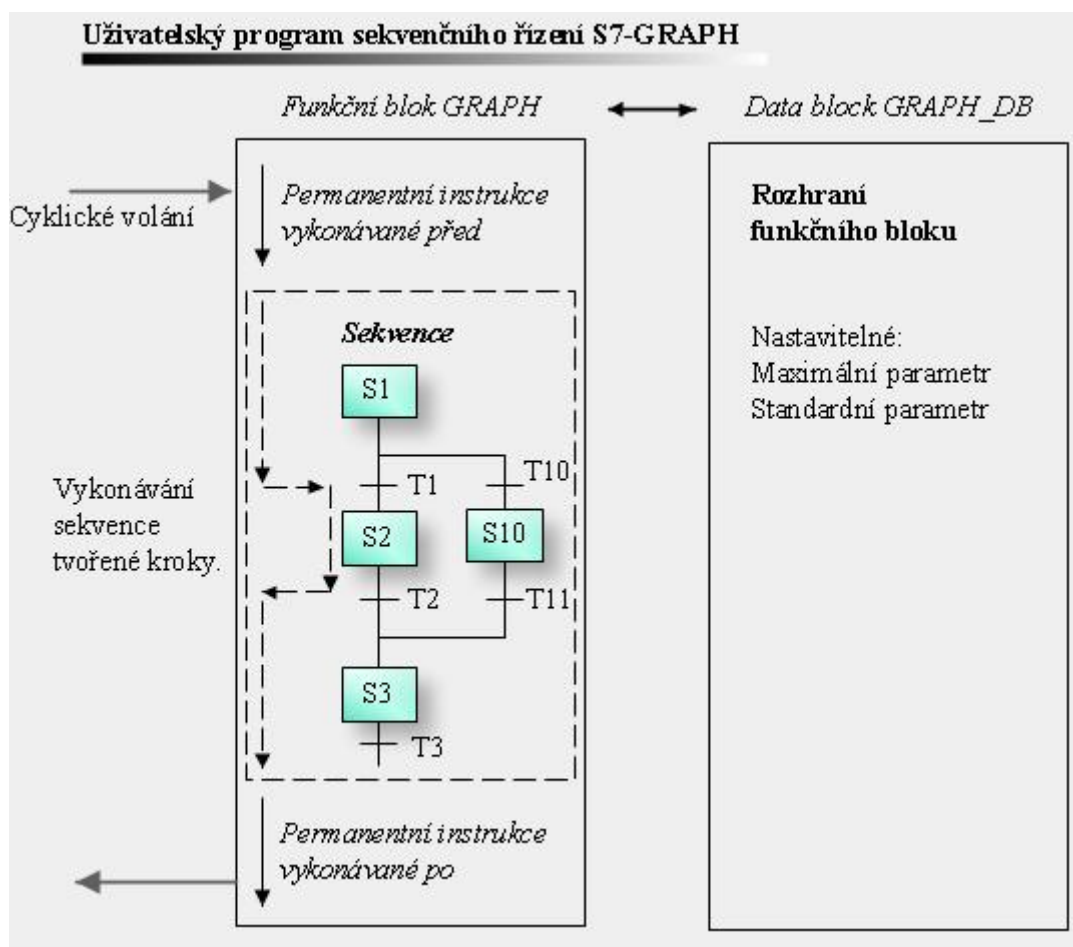 Uživatelský program sekvenčního řízení S7-GRAPH
Funkční blok GRAPH
Data block GRAPH_DB
Cyklické volání
Permanentní instrukce
vykonávané před
Rozhraní
funkčního bloku
Nastavitelné:
Maximální parametr
Standardní parametr
Sekvence
S1
T1
T10
Vykonávání
sekvence
tvořené kroky.
S2
S10
T2
T11
S3
T3
Permanentní instrukce
vykonávané po